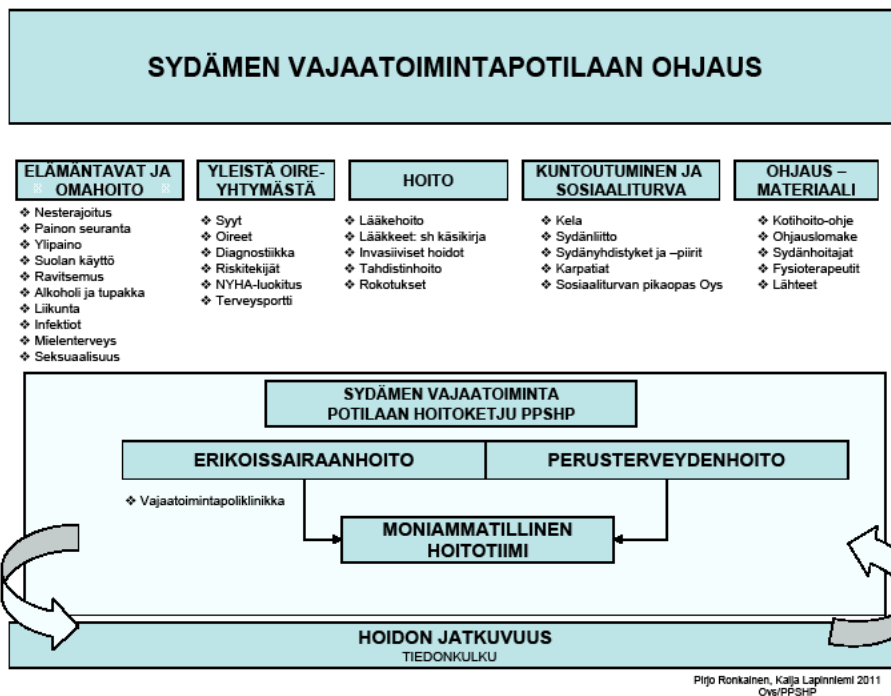 SYDÄMEN VAJAATOIMINTAPOTILAAN OHJAUS
ELÄMÄNTAVAT JA
OMAHOITO
❖ Nesterajoitus
❖ Painon seuranta
❖ Ylipaino
❖ Suolan käyttö
❖ Ravitsemus
❖ Alkoholi ja tupakka
❖ Liikunta
❖ Infektiot
❖ Mielenterveys
❖ Seksuaalisuus
YLEISTÄ OIRE-
YHTYMÄSTÄ
❖ Syyt
❖ Oireet
❖ Diagnostiikka
❖ Riskitekijät
❖ NYHA-luokitus
❖ Terveysportti
HOITO
❖ Lääkehoito
❖ Lääkkeet: sh käsikirja
❖ Invasiiviset hoidot
❖ Tahdistinhoito
❖ Rokotukset
KUNTOUTUMINEN JA
SOSIAALITURVA
❖ Kela
❖ Sydänliitto
❖ Sydänyhdistykset ja –piirit
❖ Karpatiat
❖ Sosiaaliturvan pikaopas Oys
OHJAUS –
MATERIAALI
❖ Kotihoito-ohje
❖ Ohjauslomake
❖ Sydänhoitajat
❖ Fysioterapeutit
❖ Lähteet
SYDÄMEN VAJAATOIMINTA
POTILAAN HOITOKETJU PPSHP
ERIKOISSAIRAANHOITO
PERUSTERVEYDENHOITO
❖ Vajaatoimintapoliklinikka
MONIAMMATILLINEN
HOITOTIIMI
HOIDON JATKUVUUS
TIEDONKULKU
Pirjo Ronkainen, Kaija Lapinniemi 2011
Oys/PPSHP